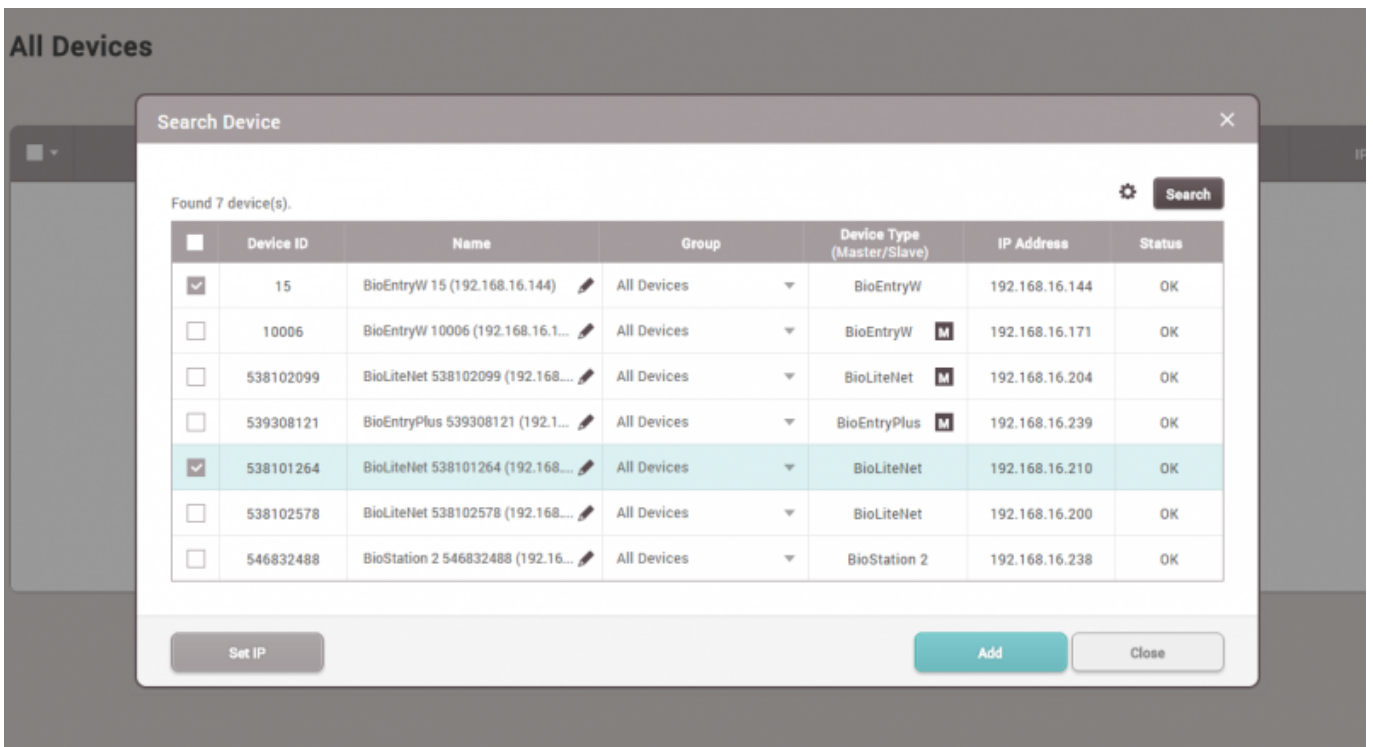 All Devices
Search Device
IP
Found 7 device(s).
Search
Device ID Name Group Device Type (Master/Slave) IP Address Status
15 BioEntryW 15 (192.168.16.144) All Devices BioEntryW 192.168.16.144 OK
10006 BioEntryW 10006 (192.168.16.1... All Devices BioEntryW M 192.168.16.171 OK
538102099 BioLiteNet 538102099 (192.168.... All Devices BioLiteNet M 192.168.16.204 OK
539308121 BioEntryPlus 539308121 (192.1... All Devices BioEntryPlus M 192.168.16.239 OK
538101264 BioLiteNet 538101264 (192.168.... All Devices BioLiteNet 192.168.16.210 OK
538102578 BioLiteNet 538102578 (192.168.... All Devices BioLiteNet 192.168.16.200 OK
546832488 BioStation 2 546832488 (192.16... All Devices BioStation 2 192.168.16.238 OK
Set IP Add Close